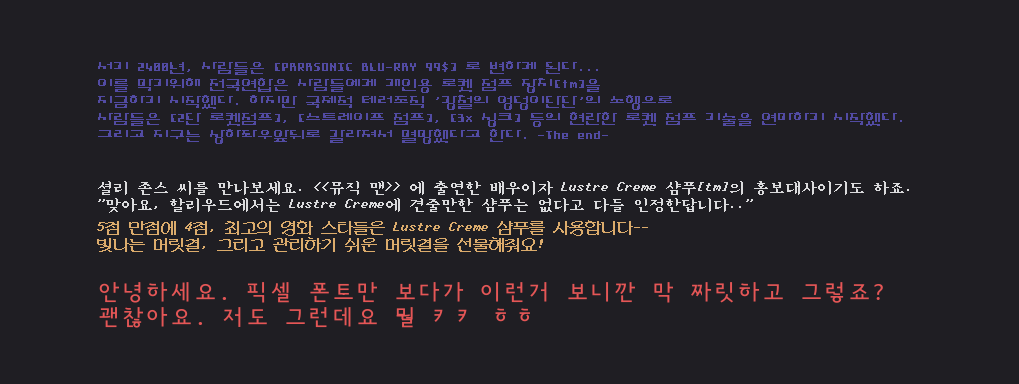 서기 2400년, 사람들은 [PARASONIC BLU-RAY 99$] 로 변하게 된다...
이를 막기위해 전국연합은 사람들에게 개인용 로켓 점프 장치[tm]을
지급하기 시작했다. 하지만 국제적 테러조직 '강철의 엉덩이단단'의 소행으로
사람들은 [2단 로켓점프], [스트레이프 점프], [3x 싱크] 등의 현란한 로켓 점프 기술을 연마하기 시작했다.
그리고 지구는 상하좌우앞뒤로 갈라져서 멸망했다고 한다. -The end-
셜리 존스 씨를 만나보세요. <<뮤직 맨>> 에 출연한 배우이자 Lustre Creme 샴푸[tm]의 홍보대사이기도 하죠.
"맞아요, 할리우드에서는 Lustre Creme에 견줄만한 샴푸는 없다고 다들 인정한답니다.."
5점 만점에 4점, 최고의 영화 스타들은 Lustre Creme 샴푸를 사용합니다--
빛나는 머릿결, 그리고 관리하기 쉬운 머릿결을 선물해줘요!
안녕하세요. 픽셀 폰트만 보다가 이런거 보니깐 막 짜릿하고 그렇죠?
괜찮아요. 저도 그런데요 뭘 ㅋㅋ ㅎㅎ